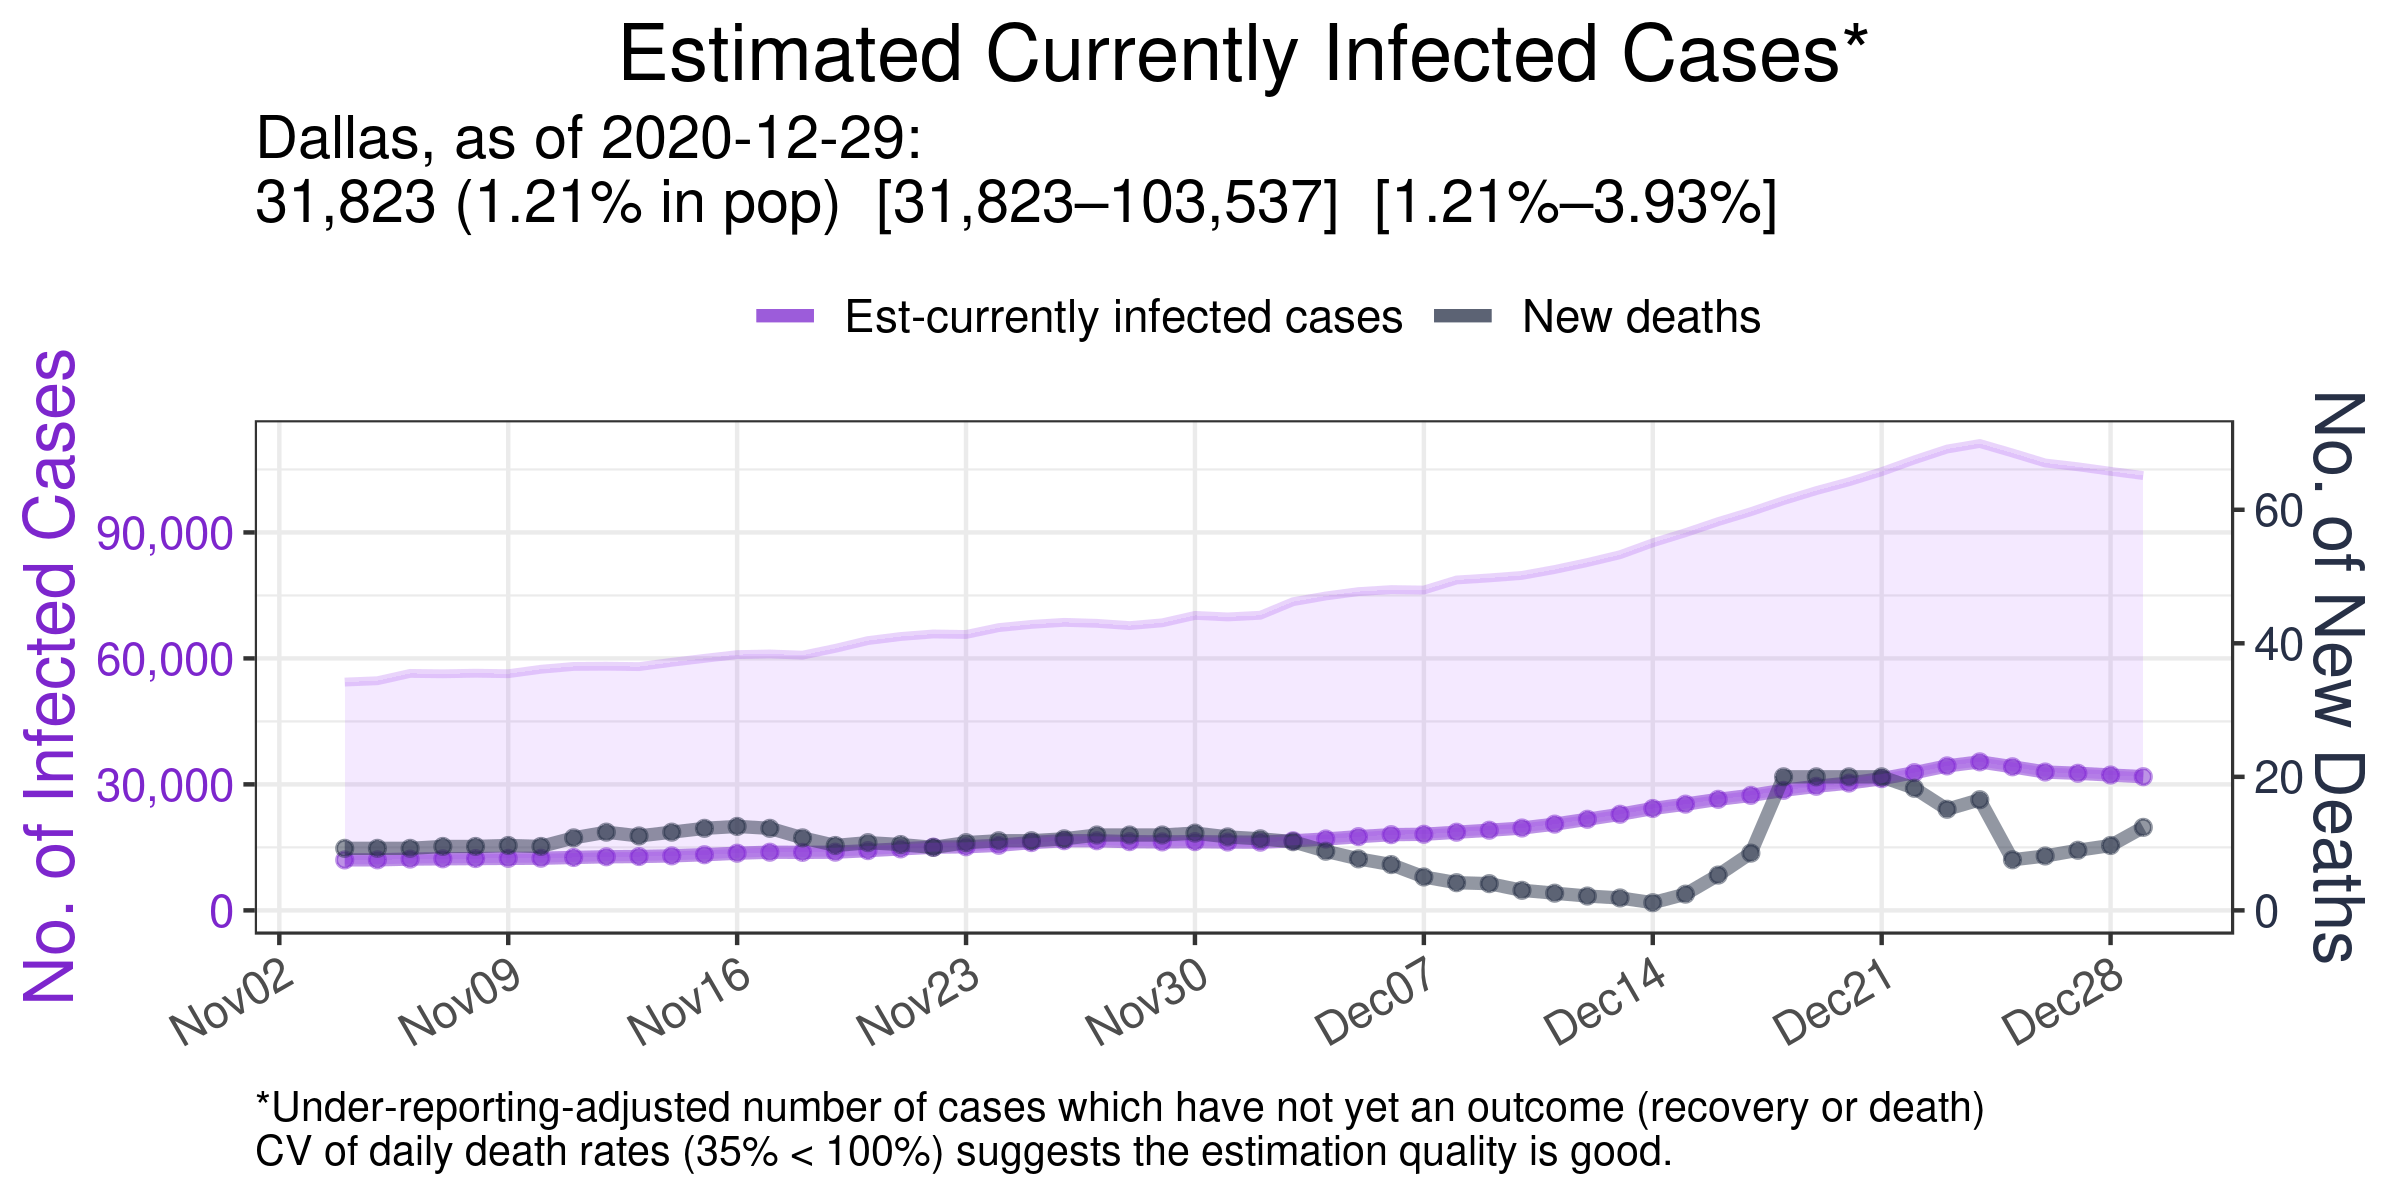 Estimated Currently Infected Cases*
Dallas, as of 2020-12-29:
31,823 (1.21% in pop)  [31,823–103,537]  [1.21%–3.93%]
Est-currently infected cases
New deaths
No. of Infected Cases
90,000
60,000
30,000
0
60
40
20
0
No. of New Deaths
Nov02
Nov09
Nov16
Nov23
Nov30
Dec07
Dec14
Dec21
Dec28
*Under-reporting-adjusted number of cases which have not yet an outcome (recovery or death)
CV of daily death rates (35% < 100%) suggests the estimation quality is good.